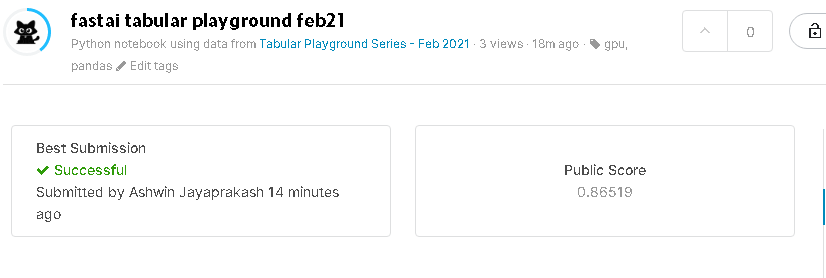 fastai tabular playground feb21
0
Python notebook using data from Tabular Playground Series - Feb 2021 · 3 views · 18m ago · gpu,
pandas Edit tags
Best Submission
✔ Successful
Submitted by Ashwin Jayaprakash 14 minutes
ago
Public Score
0.86519